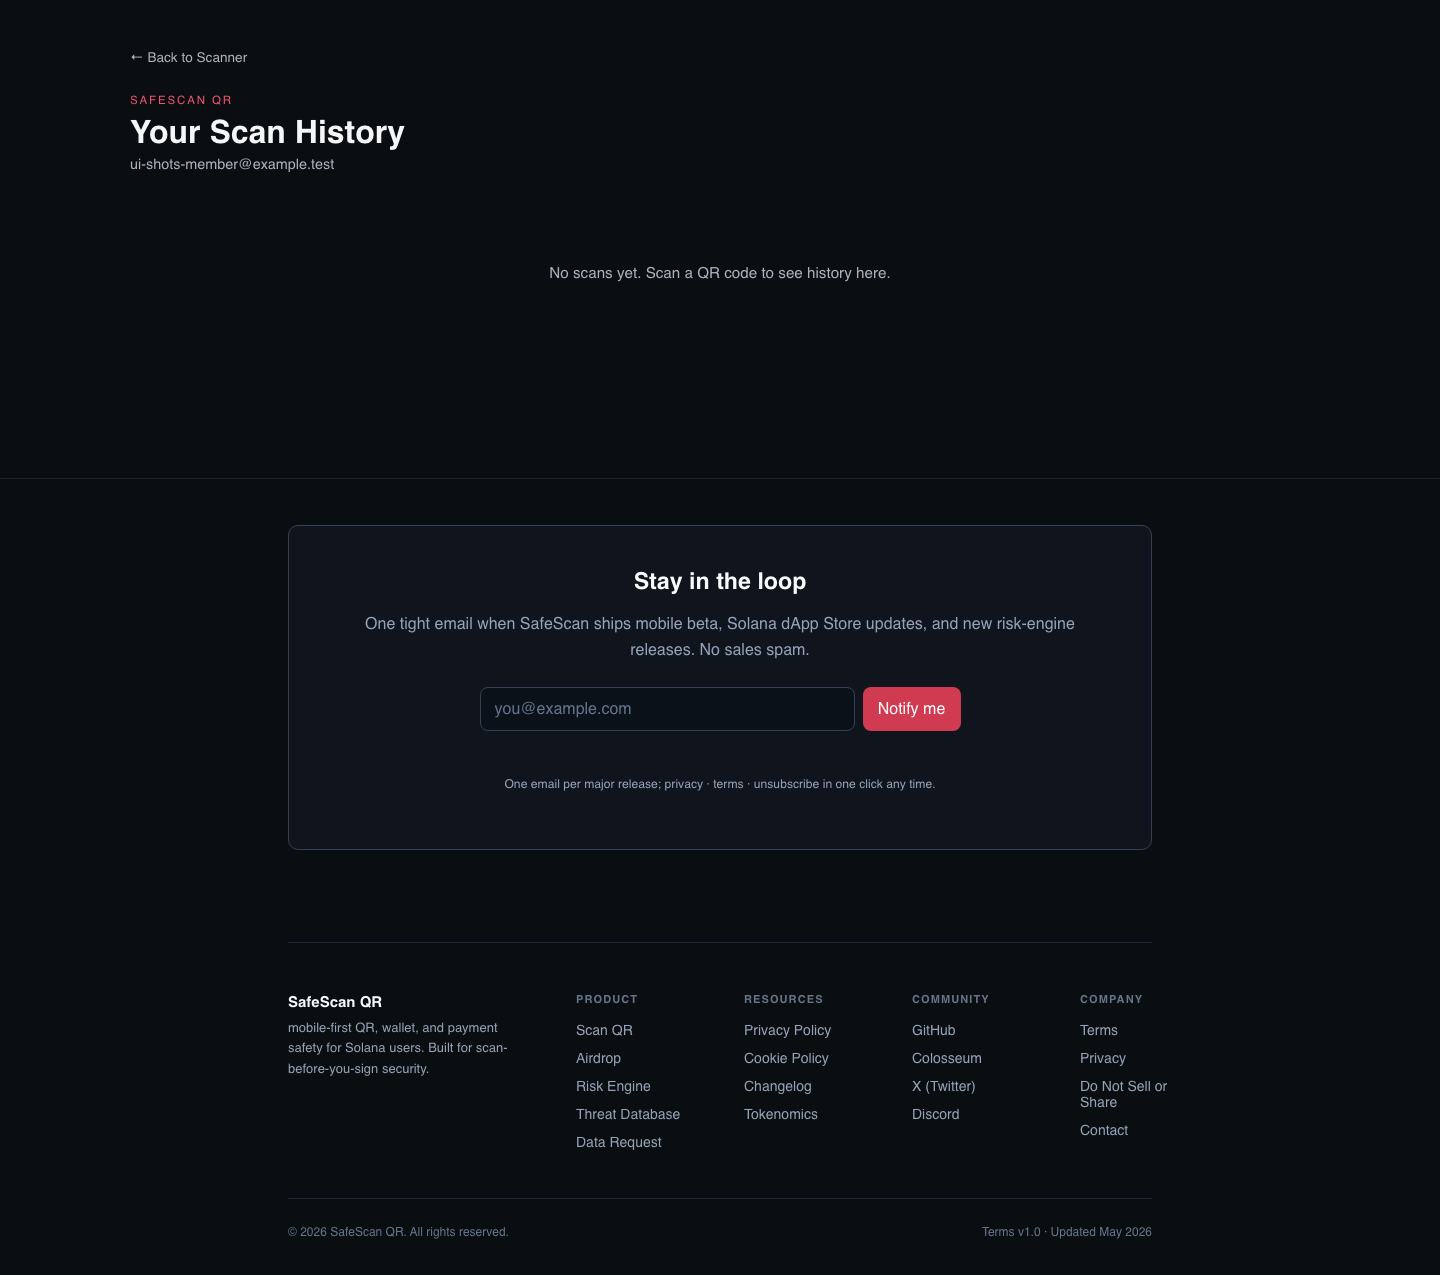 ← Back to Scanner
SAFESCAN QR
Your Scan History
ui-shots-member@example.test
No scans yet. Scan a QR code to see history here.
Stay in the loop
One tight email when SafeScan ships mobile beta, Solana dApp Store updates, and new risk-engine
releases. No sales spam.
you@example.com
Notify me
One email per major release; privacy · terms · unsubscribe in one click any time.
SafeScan QR
mobile-first QR, wallet, and payment
safety for Solana users. Built for scan-
before-you-sign security.
PRODUCT
Scan QR
Airdrop
Risk Engine
Threat Database
Data Request
RESOURCES
Privacy Policy
Cookie Policy
Changelog
Tokenomics
COMMUNITY
GitHub
Colosseum
X (Twitter)
Discord
COMPANY
Terms
Privacy
Do Not Sell or
Share
Contact
© 2026 SafeScan QR. All rights reserved.
Terms v1.0 · Updated May 2026